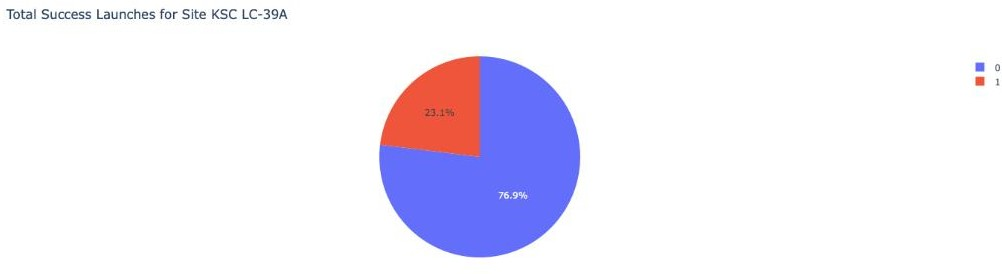 Total Success Launches for Site KSC LC-39A
0
1
23.1%
76.9%